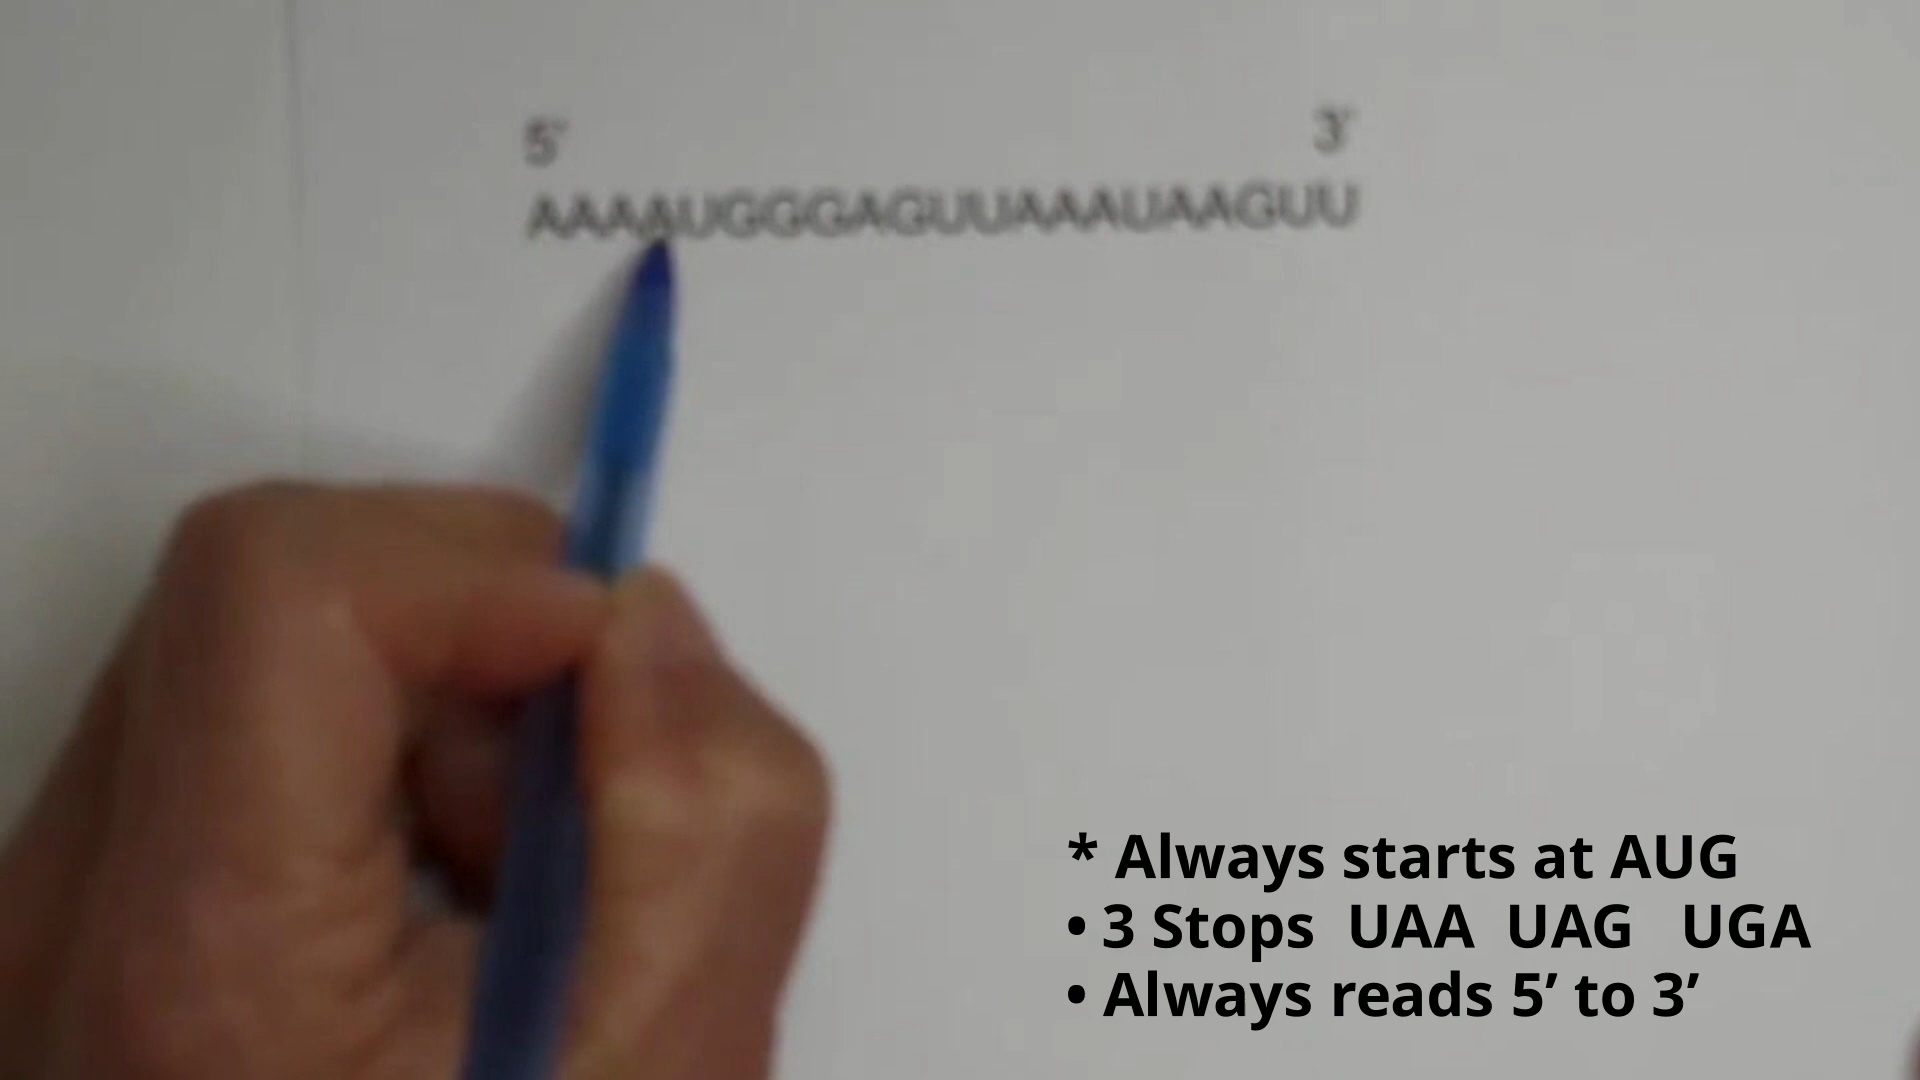 5' 3'
AAAAUGGGAGUUAAAUAAGUU
* Always starts at AUG
• 3 Stops UAA UAG UGA
• Always reads 5’ to 3’